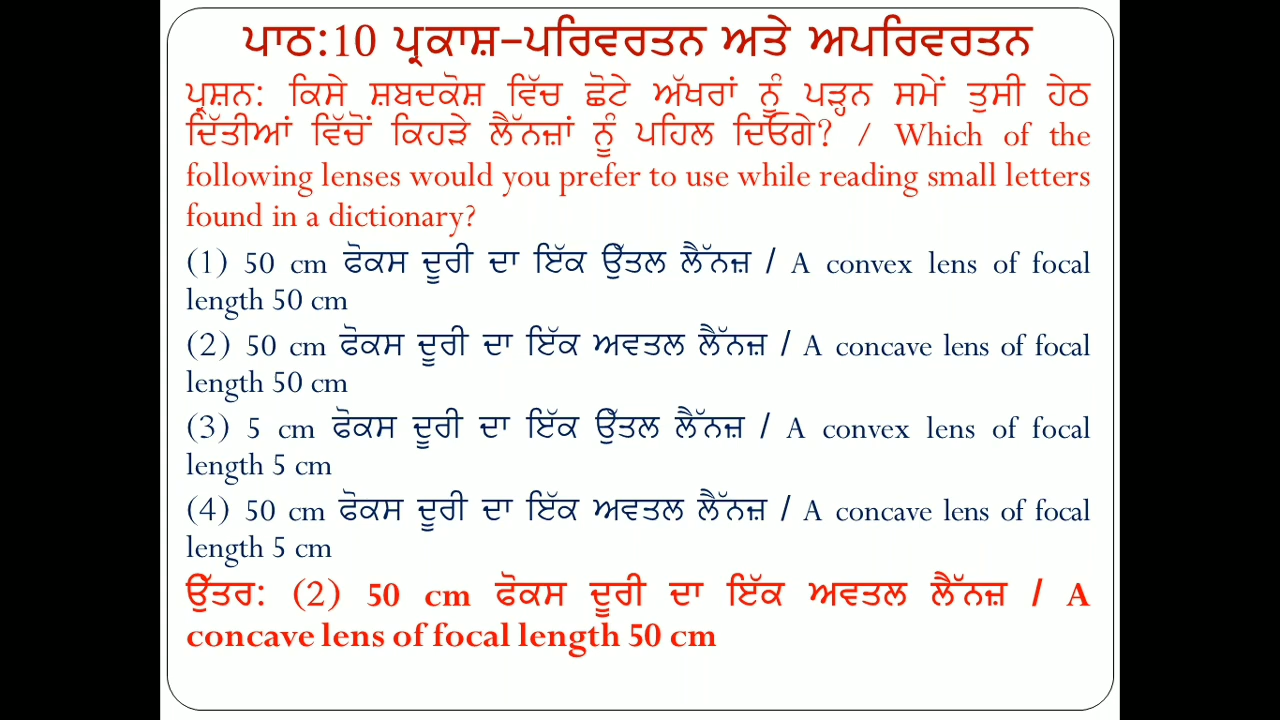 ਪਾਠ:10 ਪ੍ਰਕਾਸ਼-ਪਰਿਵਰਤਨ ਅਤੇ ਅਪਰਿਵਰਤਨ
ਪ੍ਰਸ਼ਨ: ਕਿਸੇ ਸ਼ਬਦਕੋਸ਼ ਵਿੱਚ ਛੋਟੇ ਅੱਖਰਾਂ ਨੂੰ ਪੜ੍ਹਨ ਸਮੇਂ ਤੁਸੀ ਹੇਠ
ਦਿੱਤੀਆਂ ਵਿੱਚੋਂ ਕਿਹੜੇ ਲੈੱਨਜ਼ਾਂ ਨੂੰ ਪਹਿਲ ਦਿਓਗੇ? / Which of the
following lenses would you prefer to use while reading small letters
found in a dictionary?
(1) 50 cm ਫੋਕਸ ਦੂਰੀ ਦਾ ਇੱਕ ਉੱਤਲ ਲੈੱਨਜ਼ / A convex lens of focal
length 50 cm
(2) 50 cm ਫੋਕਸ ਦੂਰੀ ਦਾ ਇੱਕ ਅਵਤਲ ਲੈੱਨਜ਼ / A concave lens of focal
length 50 cm
(3) 5 cm ਫੋਕਸ ਦੂਰੀ ਦਾ ਇੱਕ ਉੱਤਲ ਲੈੱਨਜ਼ / A convex lens of focal
length 5 cm
(4) 50 cm ਫੋਕਸ ਦੂਰੀ ਦਾ ਇੱਕ ਅਵਤਲ ਲੈੱਨਜ਼ / A concave lens of focal
length 5 cm
ਉੱਤਰ: (2) 50 cm ਫੋਕਸ ਦੂਰੀ ਦਾ ਇੱਕ ਅਵਤਲ ਲੈੱਨਜ਼ / A
concave lens of focal length 50 cm